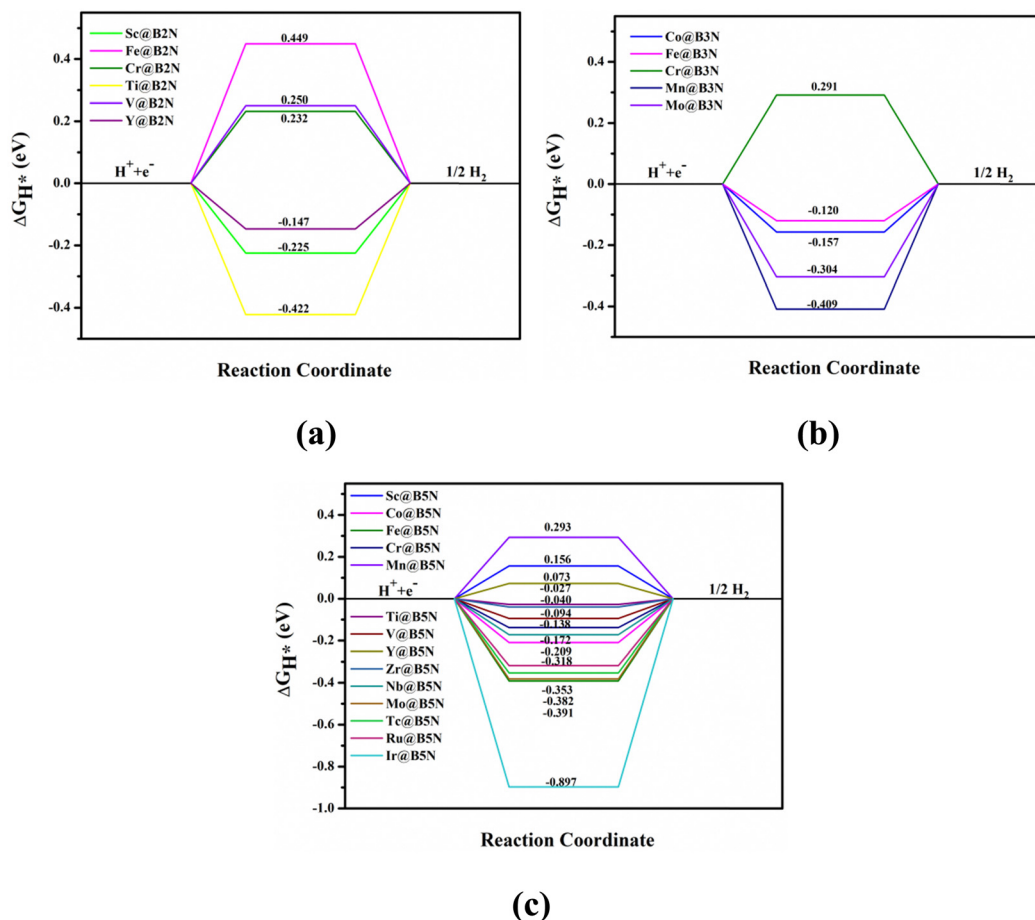 Sc@B2N
Fe@B2N
Cr@B2N
Ti@B2N
V@B2N
Y@B2N
0.449
0.250
0.232
-0.147
-0.225
-0.422
H⁺+e⁻
1/2 H₂
0.4
0.2
0.0
-0.2
-0.4
ΔG_H* (eV)
Reaction Coordinate
(a)
Co@B3N
Fe@B3N
Cr@B3N
Mn@B3N
Mo@B3N
0.291
-0.120
-0.157
-0.304
-0.409
H⁺+e⁻
1/2 H₂
0.4
0.2
0.0
-0.2
-0.4
ΔG_H* (eV)
Reaction Coordinate
(b)
Sc@B5N
Co@B5N
Fe@B5N
Cr@B5N
Mn@B5N
H⁺+e⁻
1/2 H₂
Ti@B5N
V@B5N
Y@B5N
Zr@B5N
Nb@B5N
Mo@B5N
Tc@B5N
Ru@B5N
Ir@B5N
0.293
0.156
0.073
-0.027
-0.040
-0.094
-0.138
-0.172
-0.209
-0.318
-0.353
-0.382
-0.391
-0.897
0.4
0.2
0.0
-0.2
-0.4
-0.6
-0.8
-1.0
ΔG_H* (eV)
Reaction Coordinate
(c)